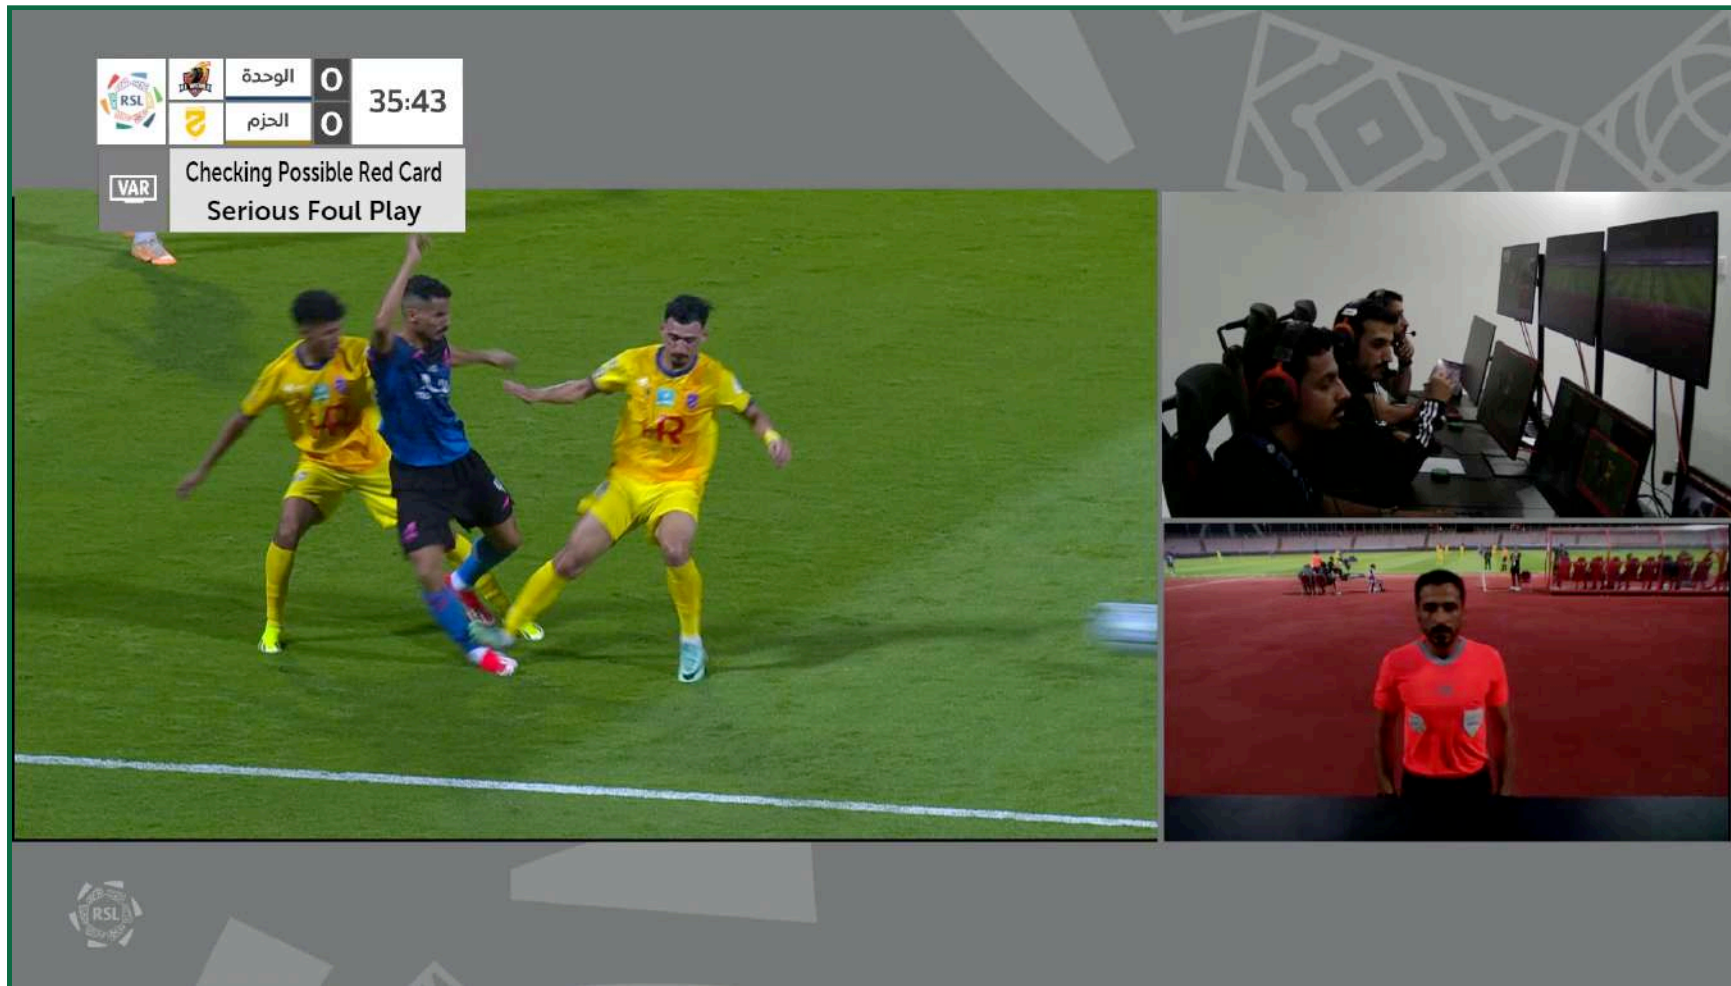 RSL
الوحدة 0
الحزم 0
35:43
VAR
Checking Possible Red Card
Serious Foul Play
RSL